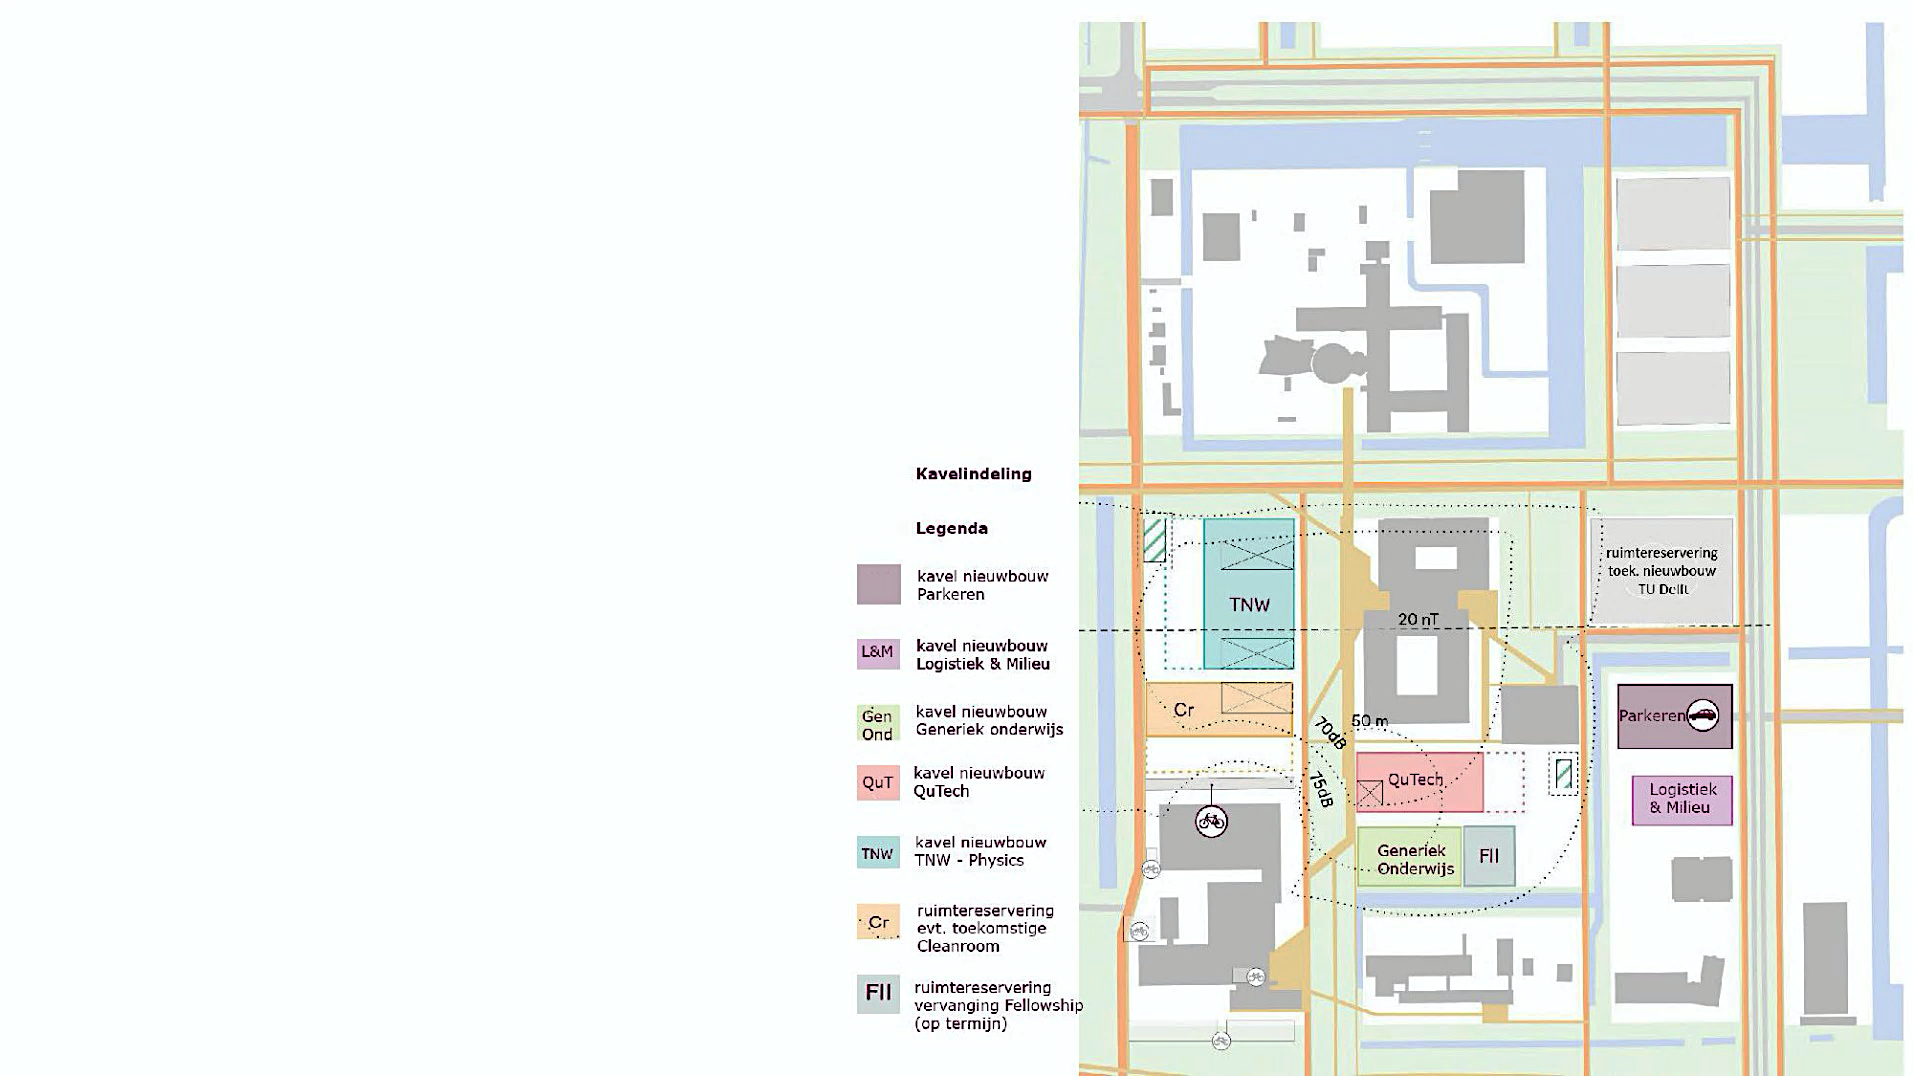 Kavelindeling
Legenda
kavel nieuwbouw
Parkeren
L&M
kavel nieuwbouw
Logistiek & Milieu
Gen
Ond
kavel nieuwbouw
Generiek onderwijs
QuT
kavel nieuwbouw
QuTech
TNW
kavel nieuwbouw
TNW - Physics
Cr
ruimtereservering
evt. toekomstige
Cleanroom
FII
ruimtereservering
vervanging Fellowship
(op termijn)
TNW
Cr
20 nT
50 m
70dB
75dB
QuTech
Generiek
Onderwijs
FII
ruimtereservering
toek. nieuwbouw
TU Delft
Parkeren
Logistiek
& Milieu